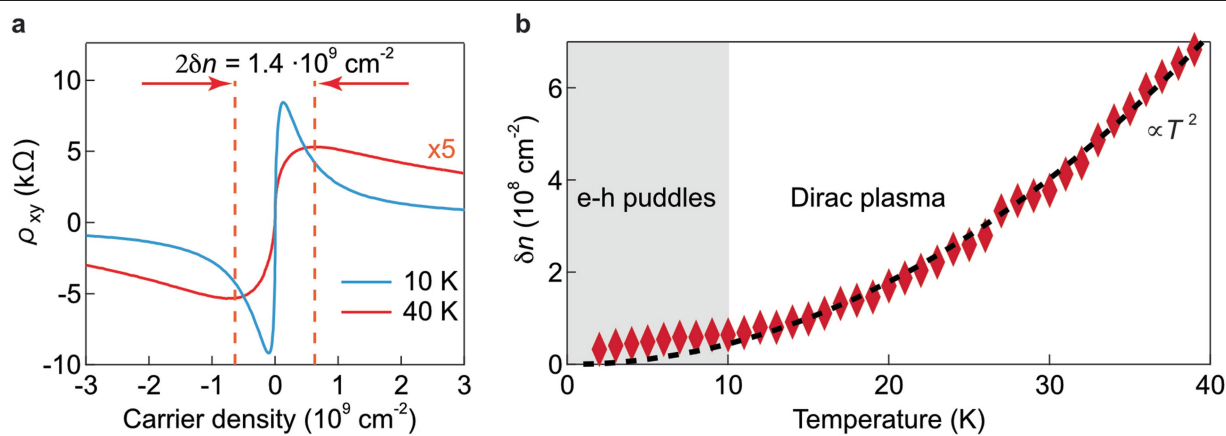 a
2δn = 1.4 ·10⁹ cm⁻²
10
5
0
-5
-10
ρxy (kΩ)
x5
10 K
40 K
-3 -2 -1 0 1 2 3
Carrier density (10⁹ cm⁻²)
b
6
4
2
0
δn (10⁸ cm⁻²)
e-h puddles
Dirac plasma
∝T²
0 10 20 30 40
Temperature (K)